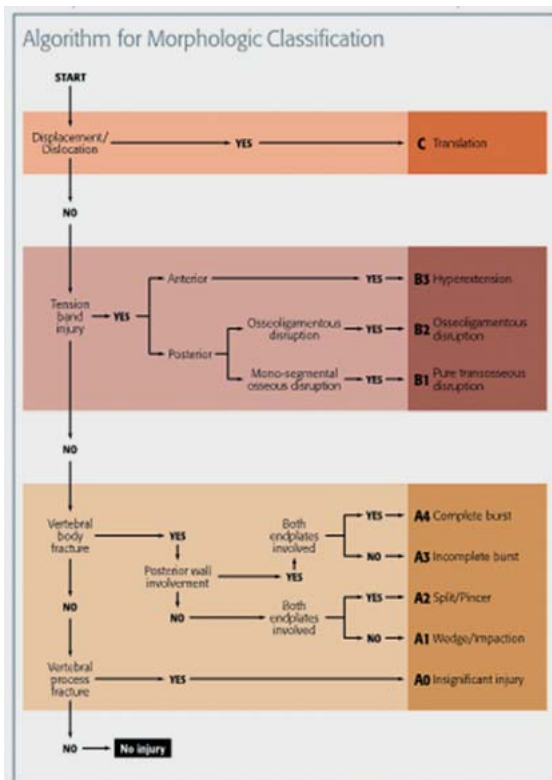 Algorithm for Morphologic Classification
START
Displacement/
Dislocation
YES
C Translation
NO
Tension
band
injury
YES
Anterior
YES
B3 Hyperextension
Posterior
Osseoligamentous
disruption
YES
B2 Osseoligamentous
disruption
Mono-segmental
osseous disruption
YES
B1 Pure transosseous
disruption
NO
Vertebral
body
fracture
YES
Posterior wall
involvement
YES
Both
endplates
involved
YES
A4 Complete burst
NO
A3 Incomplete burst
NO
Both
endplates
involved
YES
A2 Split/Pincer
NO
A1 Wedge/Impaction
NO
Vertebral
process
fracture
YES
A0 Insignificant injury
NO
No injury